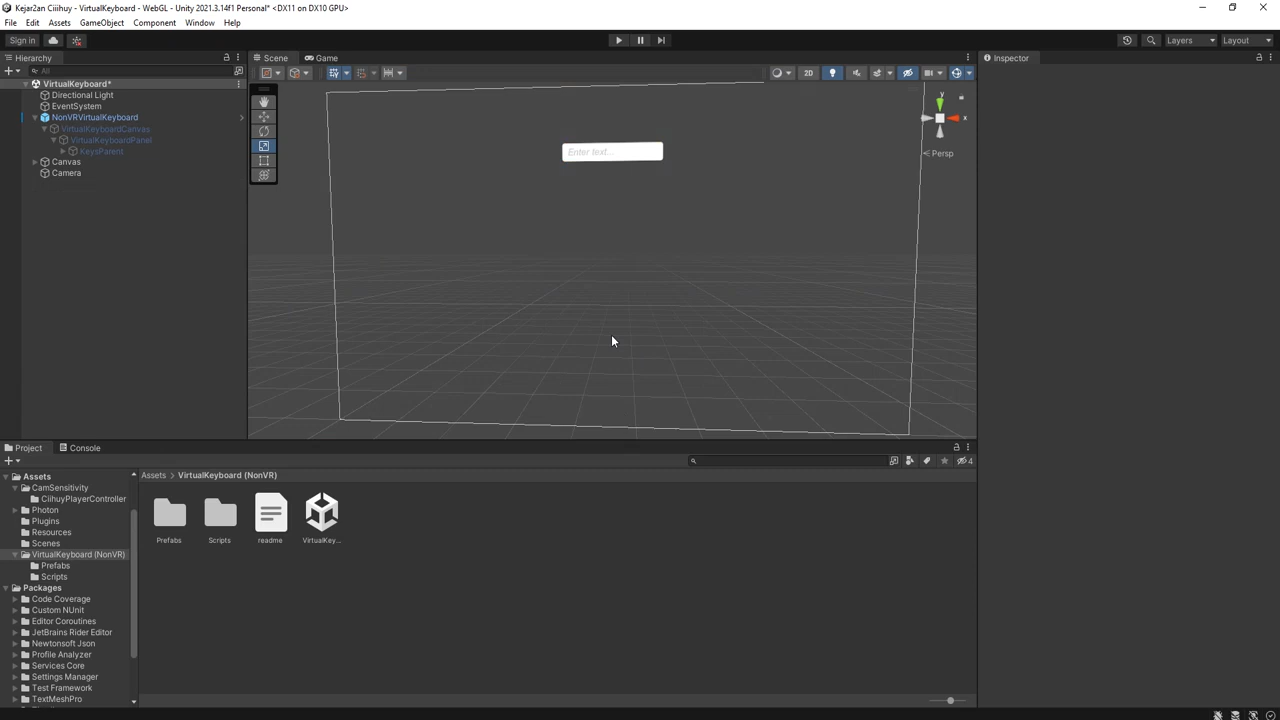 Kejar2an Ciiihuy - VirtualKeyboard - WebGL - Unity 2021.3.14f1 Personal* <DX11 on DX10 GPU>
File Edit Assets GameObject Component Window Help
Sign in
Layers Layout
Hierarchy
Scene Game
Inspector
All
2D
VirtualKeyboard*
Directional Light
EventSystem
NonVRVirtualKeyboard
VirtualKeyboardCanvas
VirtualKeyboardPanel
KeysParent
Canvas
Camera
y
x
< Persp
Enter text...
Project Console
4
Assets
CamSensitivity
CiihuyPlayerController
Photon
Plugins
Resources
Scenes
VirtualKeyboard (NonVR)
Prefabs
Scripts
Packages
Code Coverage
Custom NUnit
Editor Coroutines
JetBrains Rider Editor
Newtonsoft Json
Profile Analyzer
Services Core
Settings Manager
Test Framework
TextMeshPro
Assets > VirtualKeyboard (NonVR)
Prefabs Scripts readme VirtualKey...